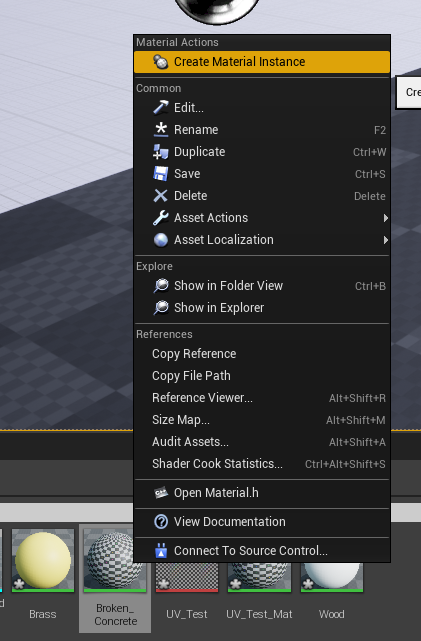 Material Actions
Create Material Instance
Common
Cre
Edit...
Rename F2
Duplicate Ctrl+W
Save Ctrl+S
Delete Delete
Asset Actions
Asset Localization
Explore
Show in Folder View Ctrl+B
Show in Explorer
References
Copy Reference
Copy File Path
Reference Viewer... Alt+Shift+R
Size Map... Alt+Shift+M
Audit Assets... Alt+Shift+A
Shader Cook Statistics... Ctrl+Alt+Shift+S
Open Material.h
View Documentation
Connect To Source Control...
d
Brass
Broken_
Concrete
UV_Test
UV_Test_Mat
Wood